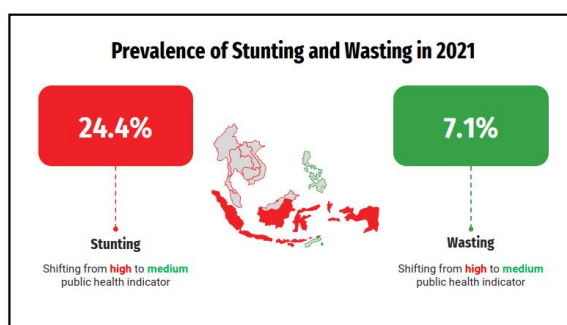 Prevalence of Stunting and Wasting in 2021
24.4%
Stunting
Shifting from high to medium
public health indicator
7.1%
Wasting
Shifting from high to medium
public health indicator